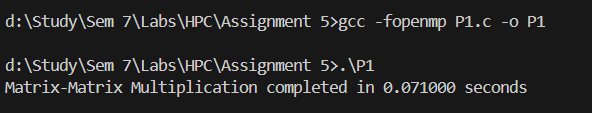 d:\Study\Sem 7\Labs\HPC\Assignment 5>gcc -fopenmp P1.c -o P1
d:\Study\Sem 7\Labs\HPC\Assignment 5>.\P1
Matrix-Matrix Multiplication completed in 0.071000 seconds